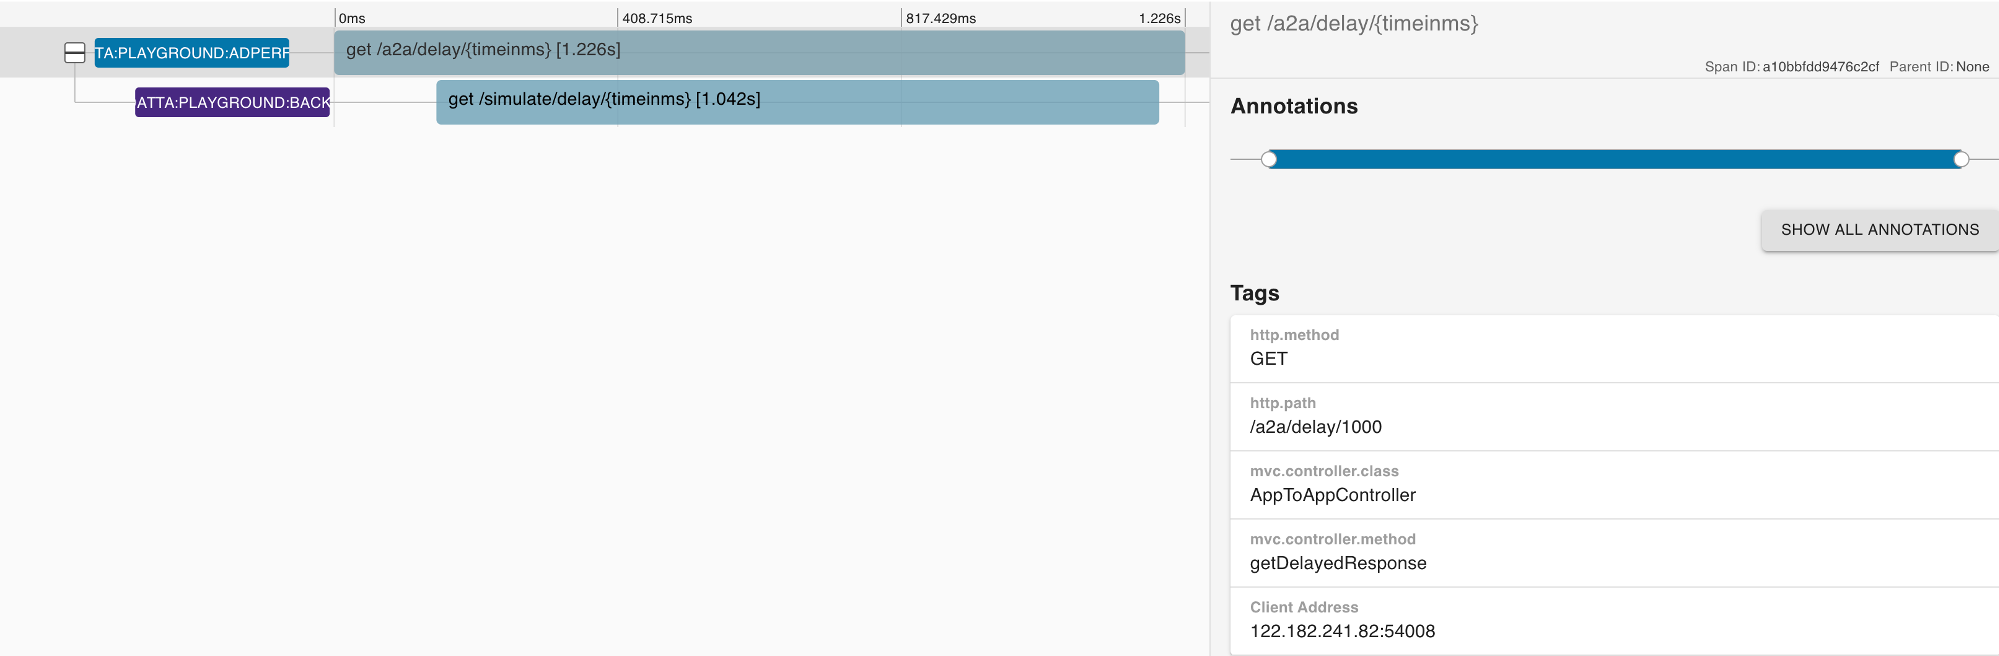 0ms
408.715ms
817.429ms
1.226s
TA:PLAYGROUND:ADPERF
get /a2a/delay/{timeinms} [1.226s]
ATTA:PLAYGROUND:BACK
get /simulate/delay/{timeinms} [1.042s]
get /a2a/delay/{timeinms}
Span ID: a10bbfdd9476c2cf Parent ID: None
Annotations
SHOW ALL ANNOTATIONS
Tags
http.method
GET
http.path
/a2a/delay/1000
mvc.controller.class
AppToAppController
mvc.controller.method
getDelayedResponse
Client Address
122.182.241.82:54008